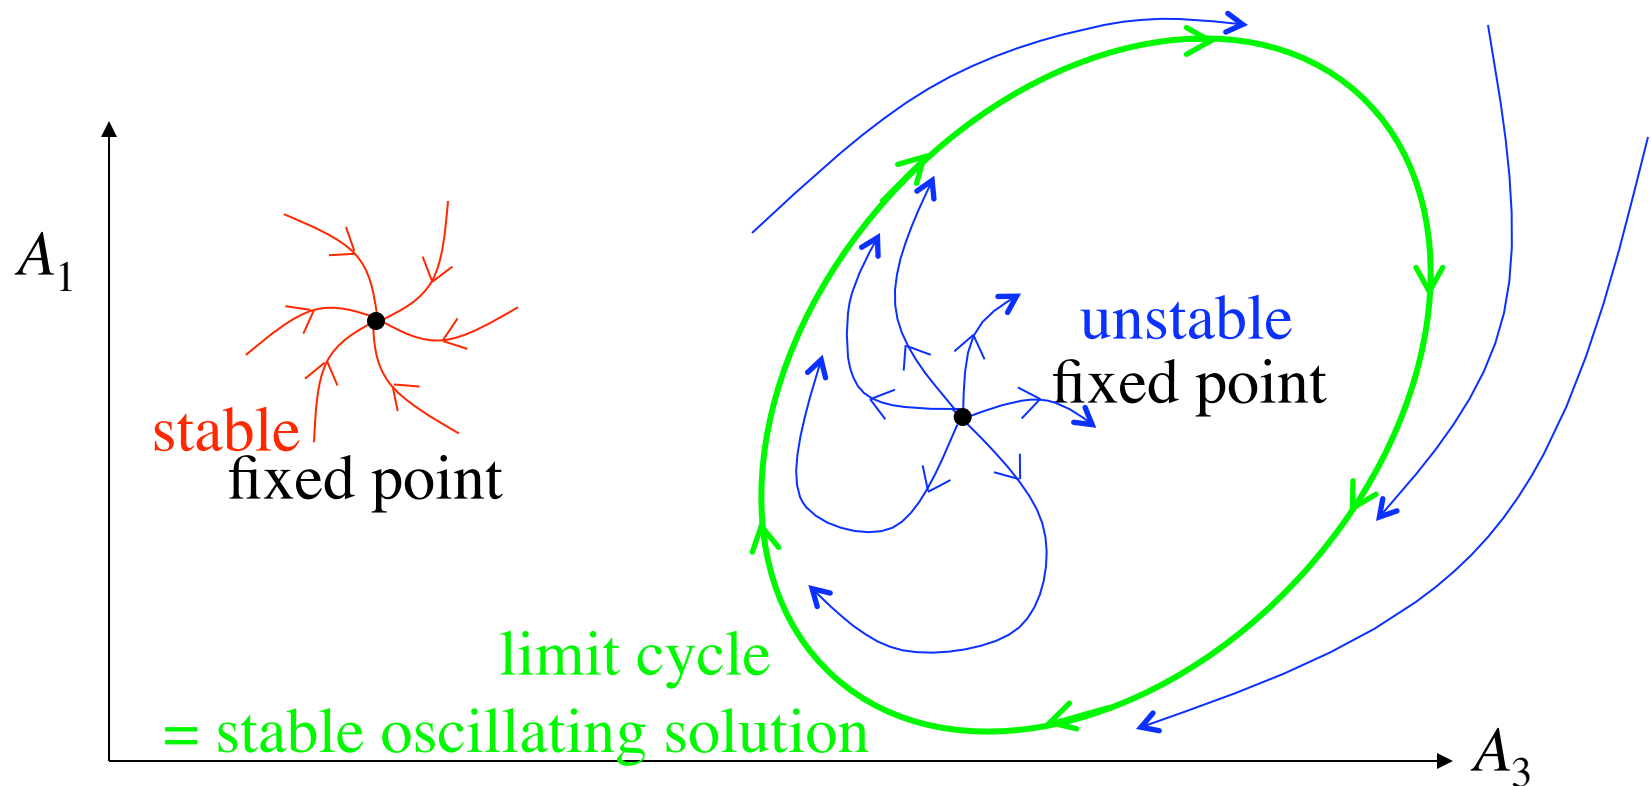 A1
unstable
fixed point
stable
fixed point
limit cycle
= stable oscillating solution
A3